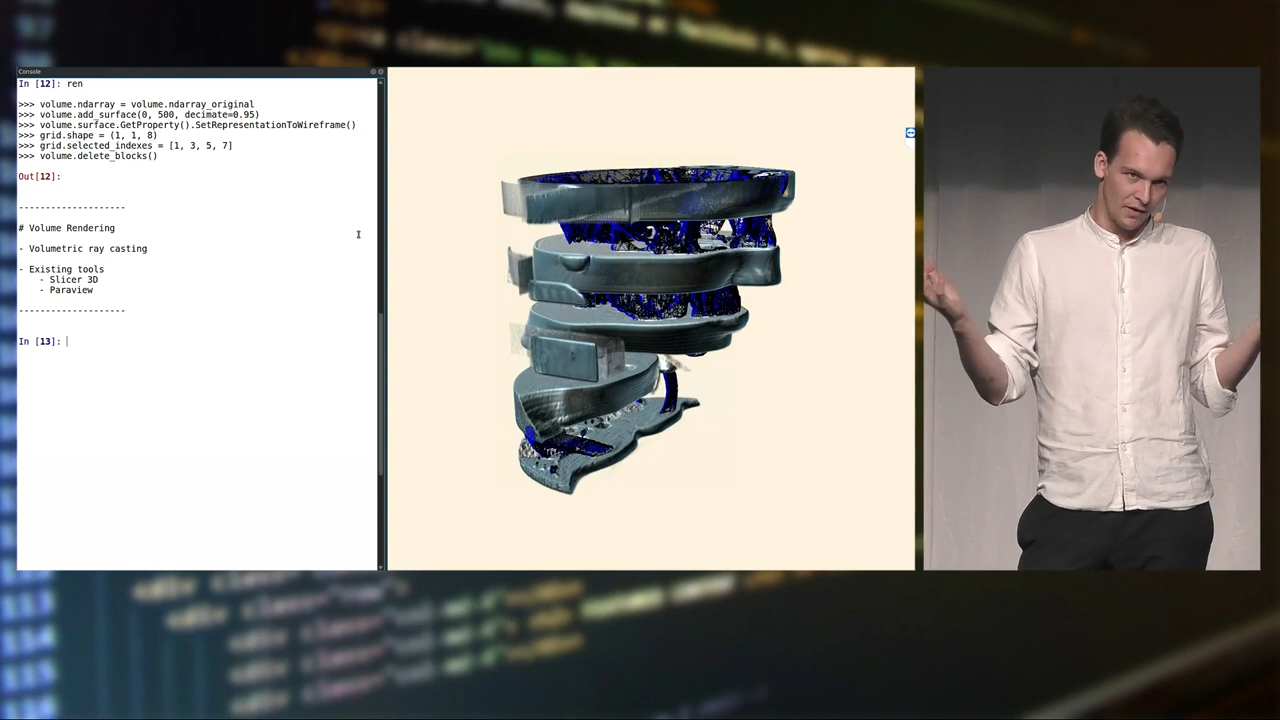 Console
In [12]: ren
>>> volume.ndarray = volume.ndarray_original
>>> volume.add_surface(0, 500, decimate=0.95)
>>> volume.surface.GetProperty().SetRepresentationToWireframe()
>>> grid.shape = (1, 1, 8)
>>> grid.selected_indexes = [1, 3, 5, 7]
>>> volume.delete_blocks()
Out[12]:
-------------------
# Volume Rendering
- Volumetric ray casting
- Existing tools
- Slicer 3D
- Paraview
-------------------
In [13]: